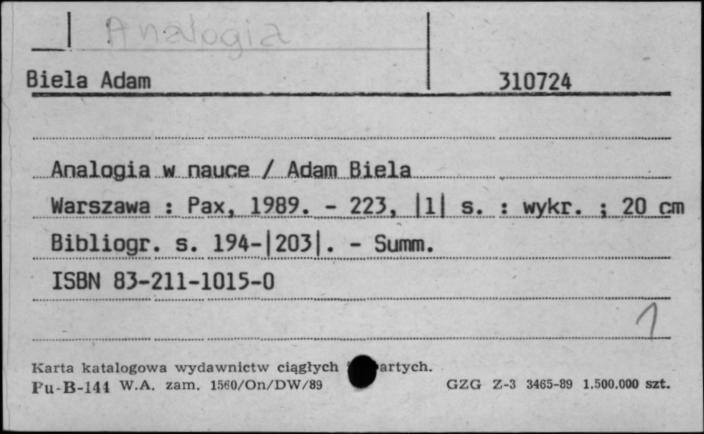 Analogia
Biela Adam 310724
Analogia w nauce / Adam Biela
Warszawa : Pax, 1989. - 223, |1| s. : wykr. ; 20 cm
Bibliogr. s. 194-|203|. - Summ.
ISBN 83-211-1015-0
1
Karta katalogowa wydawnictw ciągłych artych.
Pu-B-144 W.A. zam. 1560/On/DW/89 GZG Z-3 3465-89 1.500.000 szt.